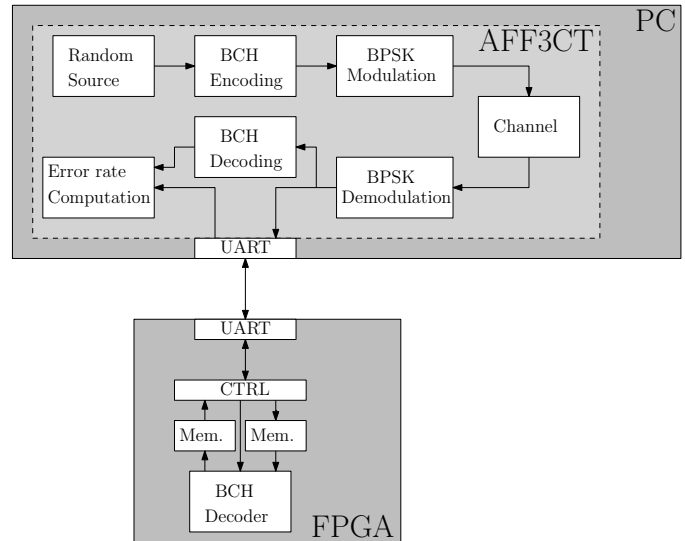 PC
AFF3CT
Random
Source
BCH
Encoding
BPSK
Modulation
Channel
BCH
Decoding
Error rate
Computation
BPSK
Demodulation
UART
UART
CTRL
Mem.
Mem.
BCH
Decoder
FPGA